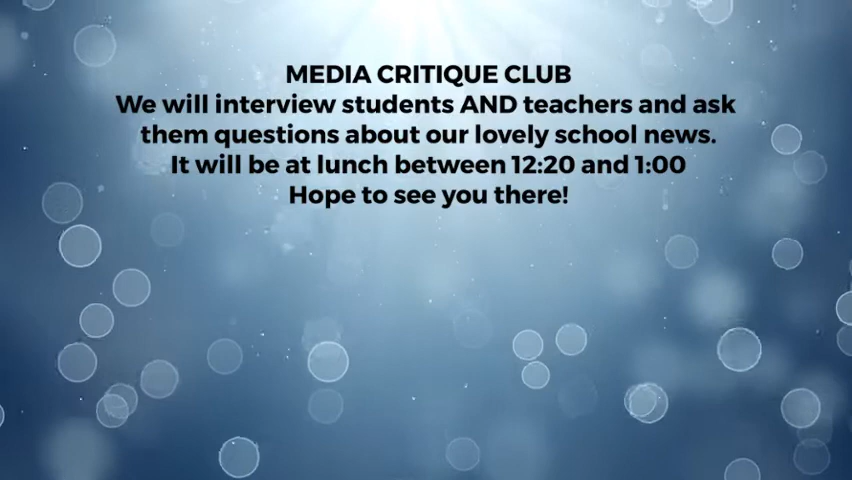 MEDIA CRITIQUE CLUB
We will interview students AND teachers and ask
them questions about our lovely school news.
It will be at lunch between 12:20 and 1:00
Hope to see you there!